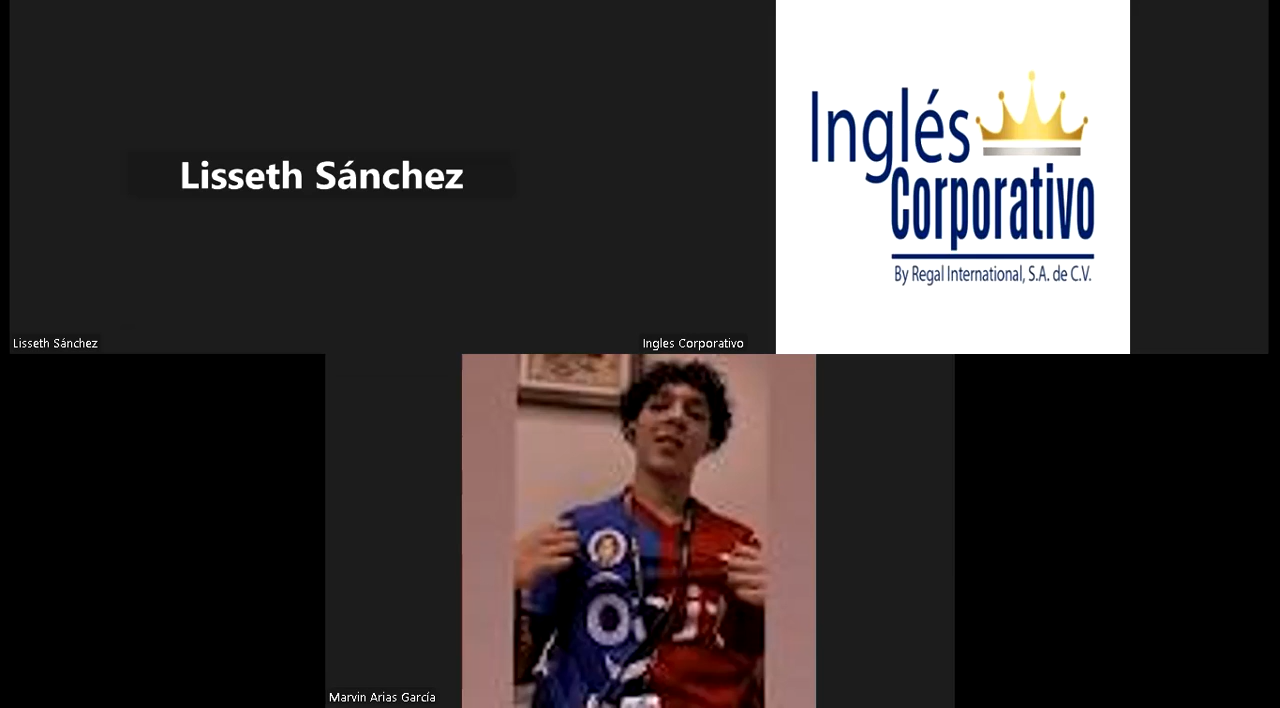 Lisseth Sánchez
Inglés
Corporativo
By Regal International, S.A. de C.V.
Lisseth Sánchez
Ingles Corporativo
Marvin Arias García